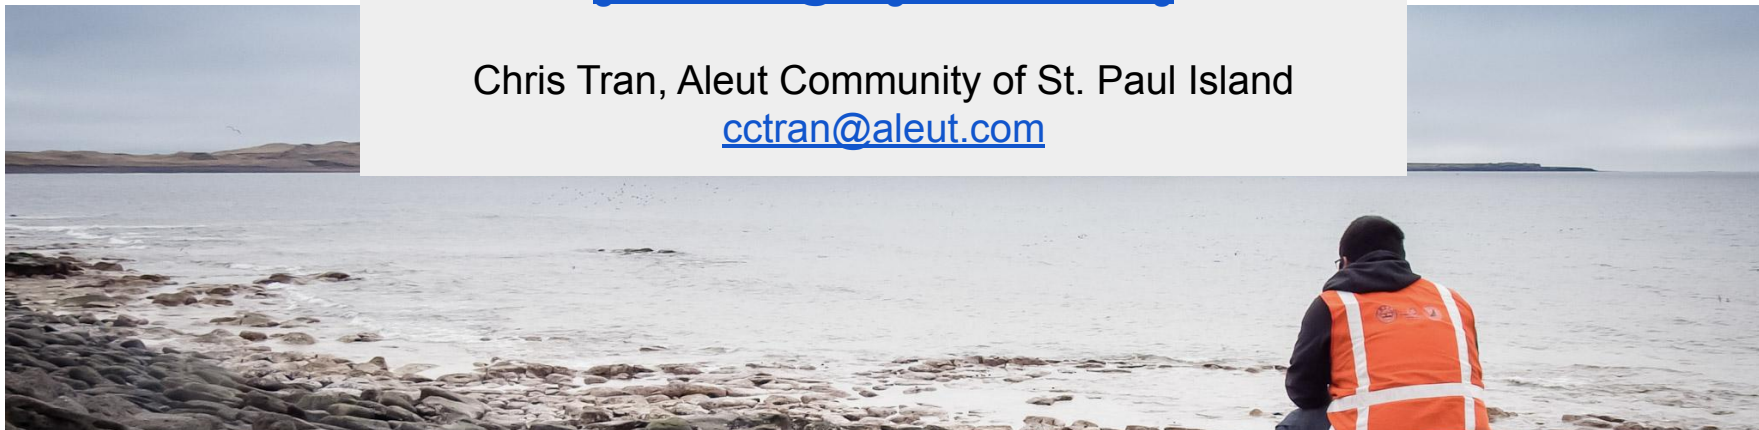 Chris Tran, Aleut Community of St. Paul Island
cctran@aleut.com